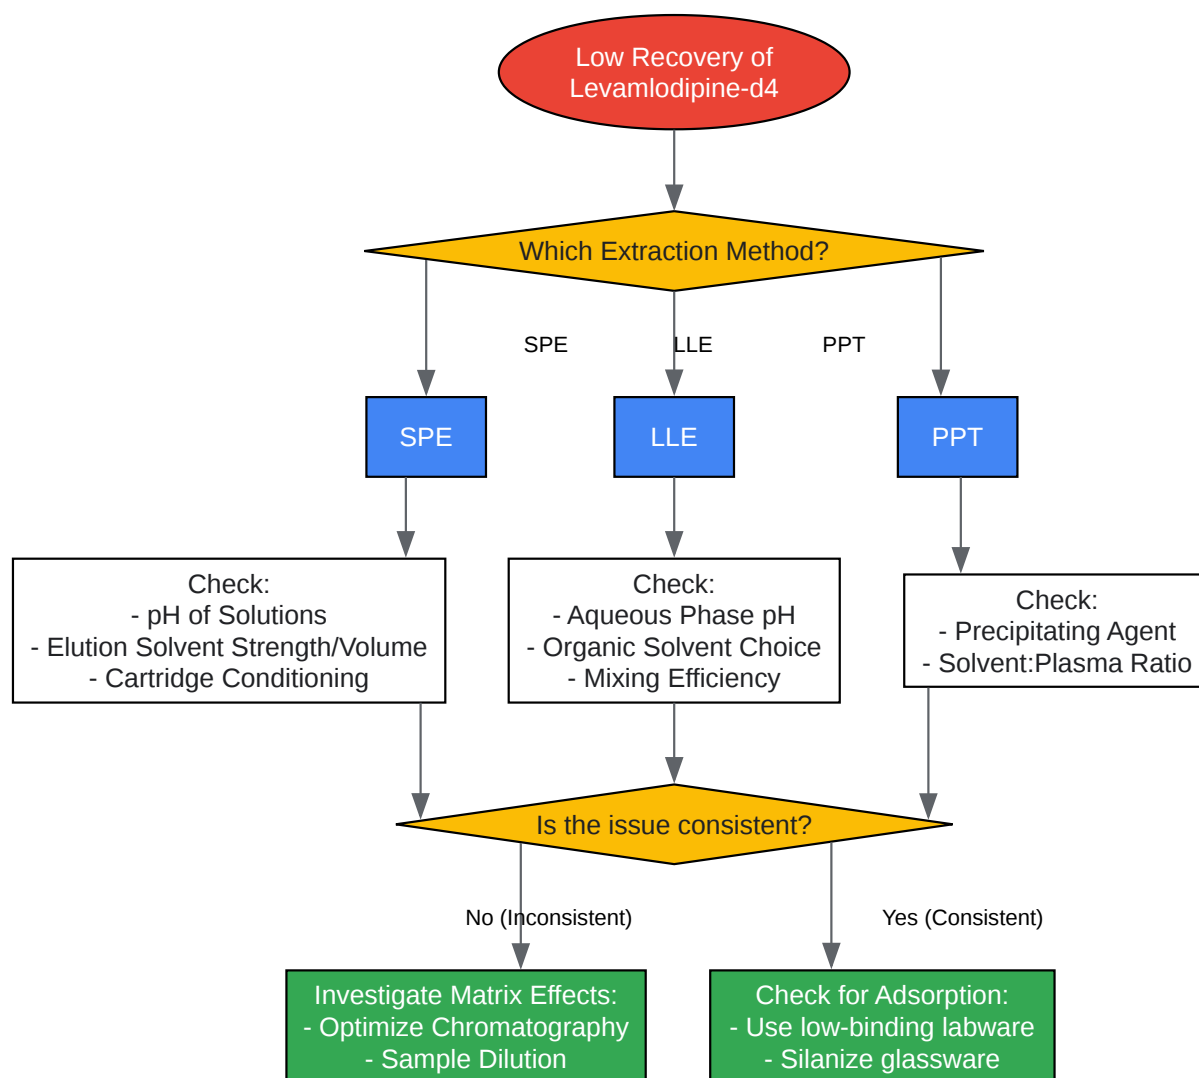 Low Recovery of
Levamlodipine-d4
Which Extraction Method?
SPE
LLE
PPT
SPE
LLE
PPT
Check:
- pH of Solutions
- Elution Solvent Strength/Volume
- Cartridge Conditioning
Check:
- Aqueous Phase pH
- Organic Solvent Choice
- Mixing Efficiency
Check:
- Precipitating Agent
- Solvent:Plasma Ratio
Is the issue consistent?
No (Inconsistent)
Yes (Consistent)
Investigate Matrix Effects:
- Optimize Chromatography
- Sample Dilution
Check for Adsorption:
- Use low-binding labware
- Silanize glassware